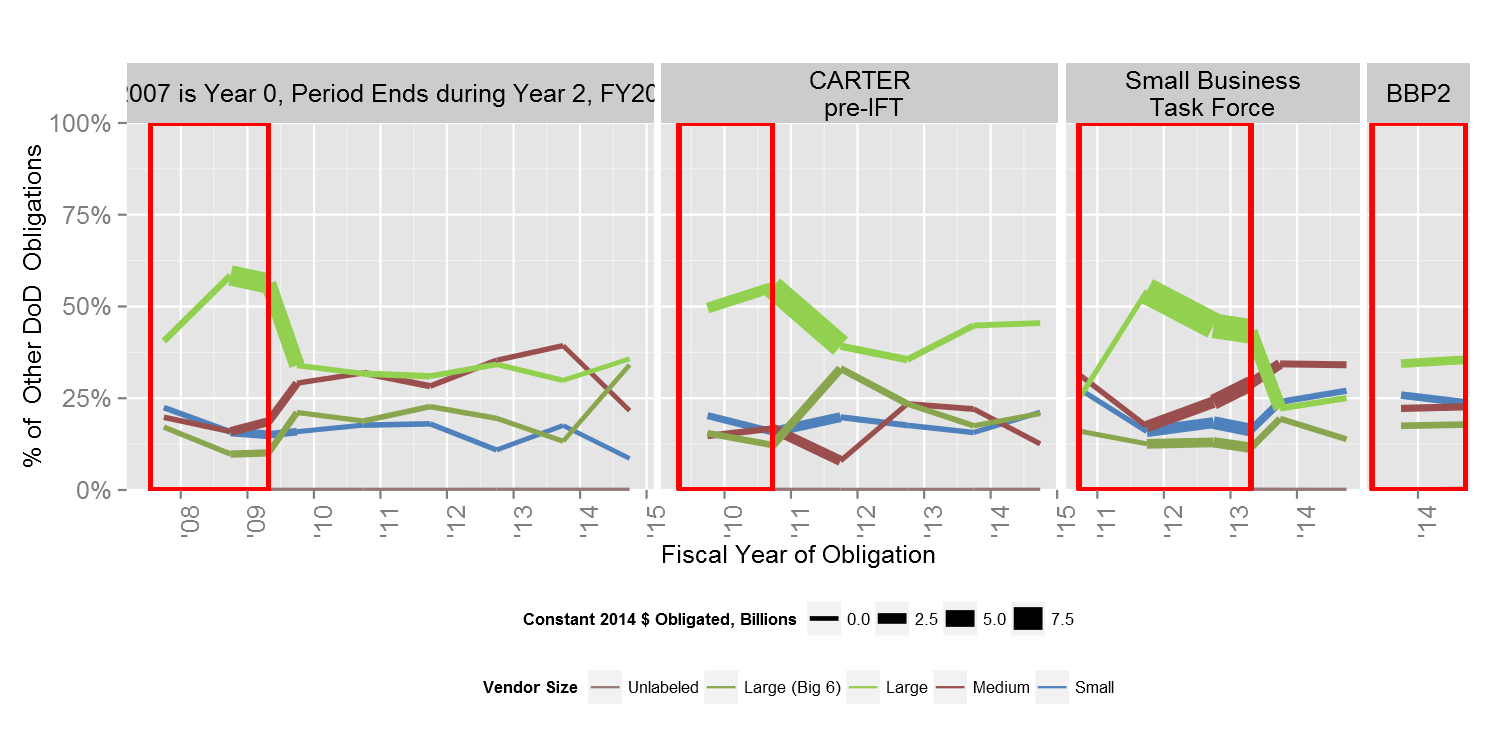 2007 is Year 0, Period Ends during Year 2, FY20
CARTER
pre-IFT
Small Business
Task Force
BBP2
% of Other DoD Obligations
100%
75%
50%
25%
0%
'08 '09 '10 '11 '12 '13 '14 '15
'10 '11 '12 '13 '14 '15
'11 '12 '13 '14
'14
Fiscal Year of Obligation
Constant 2014 $ Obligated, Billions 0.0 2.5 5.0 7.5
Vendor Size Unlabeled Large (Big 6) Large Medium Small